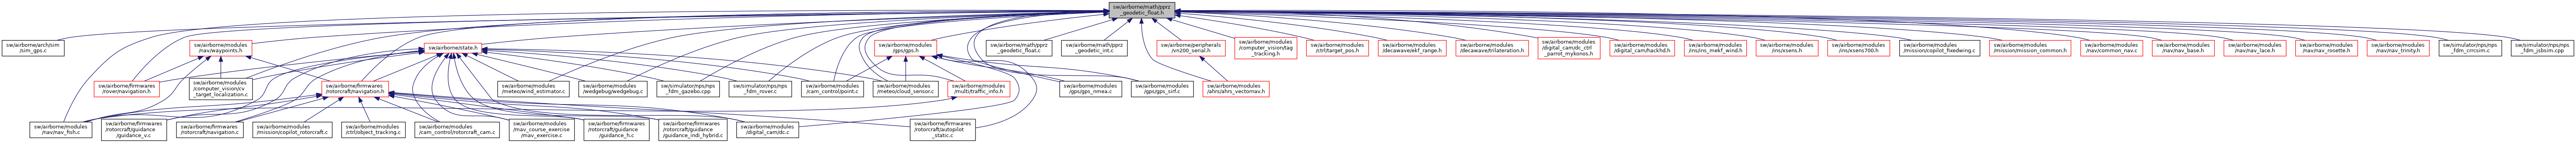 sw/airborne/math/pprz
_geodetic_float.h
sw/airborne/arch/sim
/sim_gps.c
sw/airborne/modules
/nav/waypoints.h
sw/airborne/state.h
sw/airborne/modules
/gps/gps.h
sw/airborne/math/pprz
_geodetic_float.c
sw/airborne/math/pprz
_geodetic_int.c
sw/airborne/peripherals
/vn200_serial.h
sw/airborne/modules
/computer_vision/tag
_tracking.h
sw/airborne/modules
/ctrl/target_pos.h
sw/airborne/modules
/decawave/ekf_range.h
sw/airborne/modules
/decawave/trilateration.h
sw/airborne/modules
/digital_cam/dc_ctrl
_parrot_mykonos.h
sw/airborne/modules
/digital_cam/hackhd.h
sw/airborne/modules
/ins/ins_mekf_wind.h
sw/airborne/modules
/ins/xsens.h
sw/airborne/modules
/ins/xsens700.h
sw/airborne/modules
/mission/copilot_fixedwing.c
sw/airborne/modules
/mission/mission_common.h
sw/airborne/modules
/nav/common_nav.c
sw/airborne/modules
/nav/nav_base.h
sw/airborne/modules
/nav/nav_lace.h
sw/airborne/modules
/nav/nav_rosette.h
sw/airborne/modules
/nav/nav_trinity.h
sw/simulator/nps/nps
_fdm_crrcsim.c
sw/simulator/nps/nps
_fdm_jsbsim.cpp
sw/airborne/firmwares
/rover/navigation.h
sw/airborne/modules
/computer_vision/cv
_target_localization.c
sw/airborne/firmwares
/rotorcraft/navigation.h
sw/airborne/modules
/meteo/wind_estimator.c
sw/airborne/modules
/wedgebug/wedgebug.c
sw/simulator/nps/nps
_fdm_gazebo.cpp
sw/simulator/nps/nps
_fdm_rover.c
sw/airborne/modules
/cam_control/point.c
sw/airborne/modules
/meteo/cloud_sensor.c
sw/airborne/modules
/multi/traffic_info.h
sw/airborne/modules
/gps/gps_nmea.c
sw/airborne/modules
/gps/gps_sirf.c
sw/airborne/modules
/ahrs/ahrs_vectornav.h
sw/airborne/modules
/nav/nav_fish.c
sw/airborne/firmwares
/rotorcraft/guidance
/guidance_v.c
sw/airborne/firmwares
/rotorcraft/navigation.c
sw/airborne/modules
/mission/copilot_rotorcraft.c
sw/airborne/modules
/ctrl/object_tracking.c
sw/airborne/modules
/cam_control/rotorcraft_cam.c
sw/airborne/modules
/mav_course_exercise
/mav_exercise.c
sw/airborne/firmwares
/rotorcraft/guidance
/guidance_h.c
sw/airborne/firmwares
/rotorcraft/guidance
/guidance_indi_hybrid.c
sw/airborne/modules
/digital_cam/dc.c
sw/airborne/firmwares
/rotorcraft/autopilot
_static.c